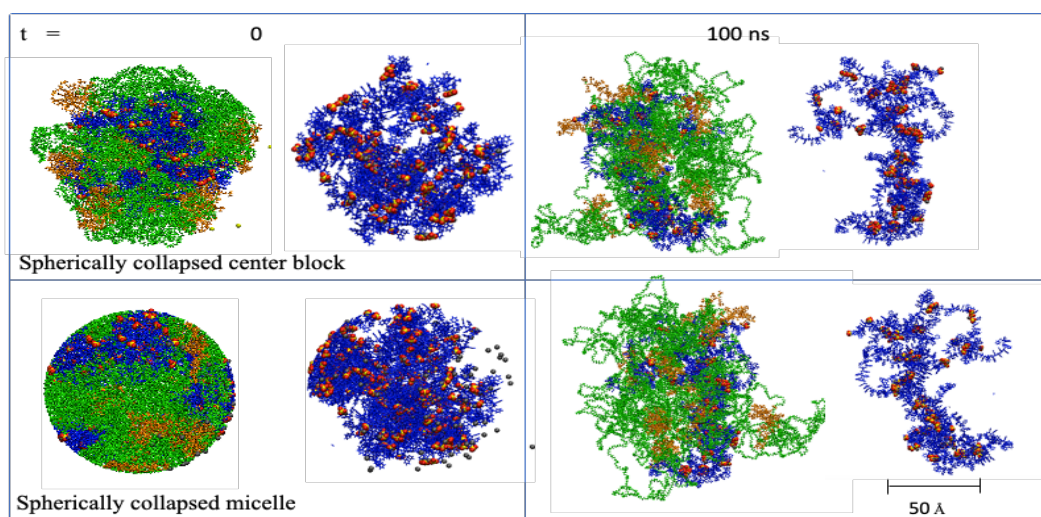 t = 0
100 ns
Spherically collapsed center block
Spherically collapsed micelle
50 Å